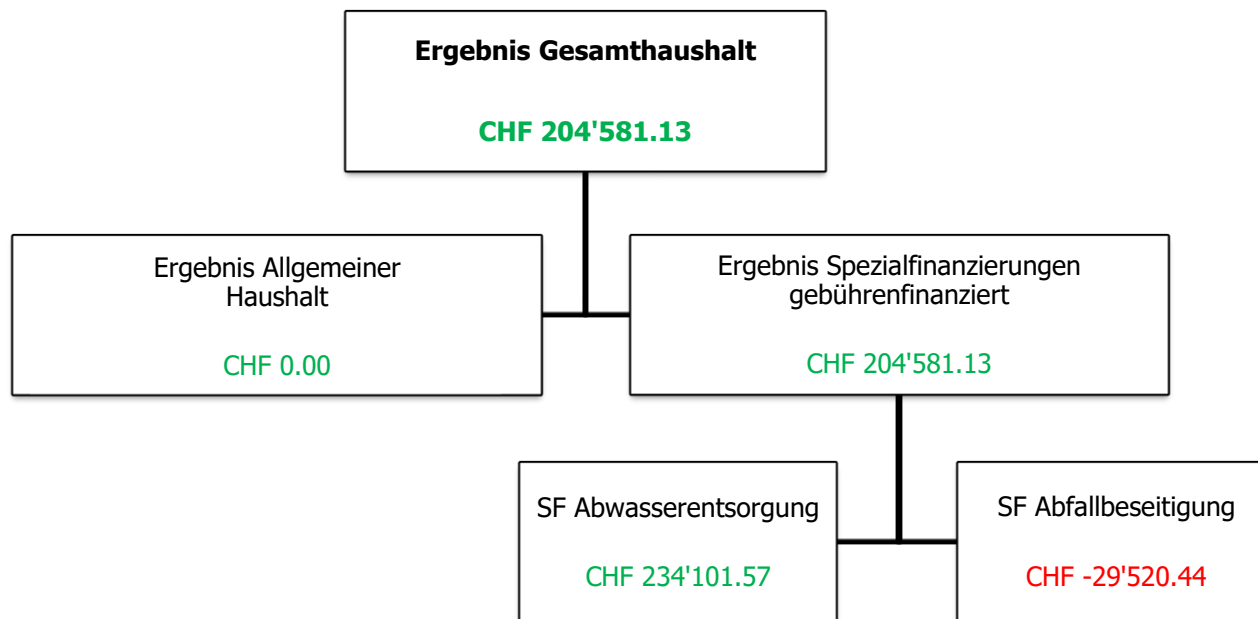 Ergebnis Gesamthaushalt
CHF 204'581.13
Ergebnis Allgemeiner
Haushalt
CHF 0.00
Ergebnis Spezialfinanzierungen
gebührenfinanziert
CHF 204'581.13
SF Abwasserentsorgung
CHF 234'101.57
SF Abfallbeseitigung
CHF -29'520.44